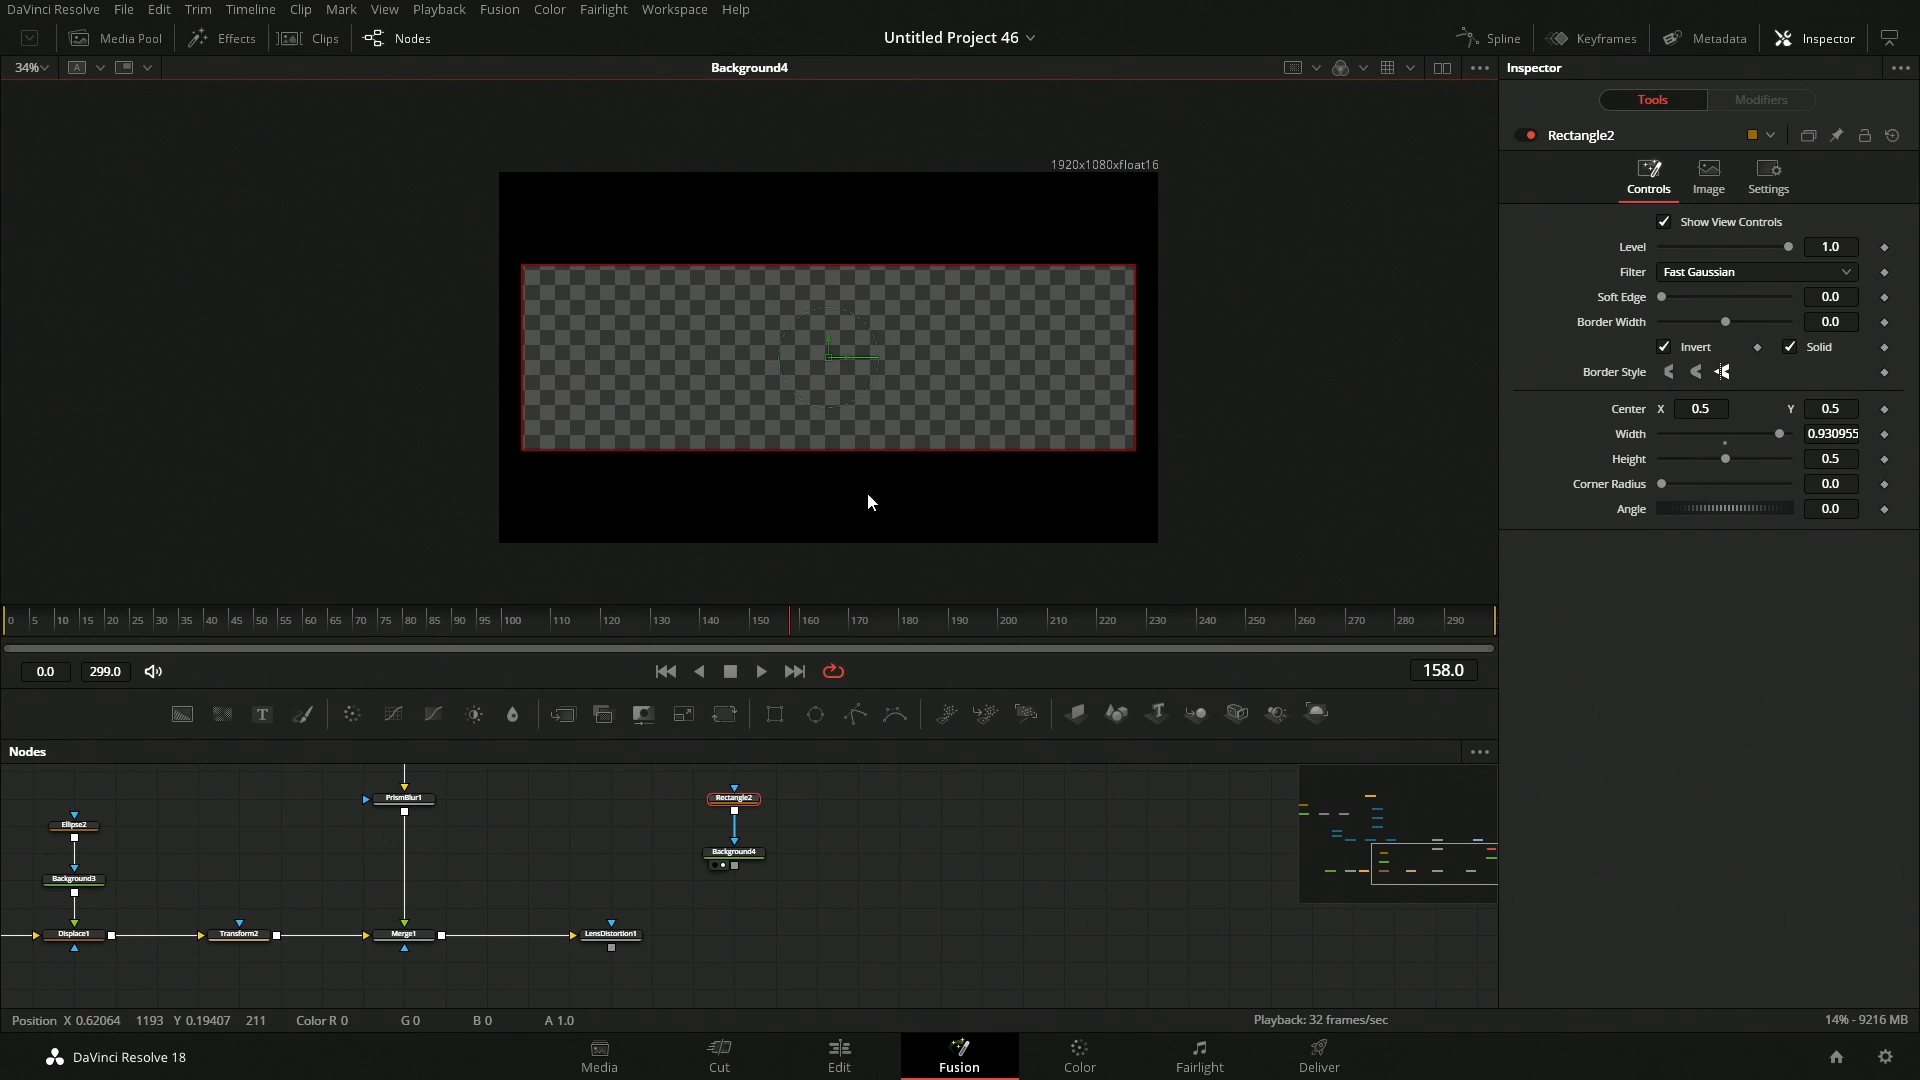 DaVinci Resolve File Edit Trim Timeline Clip Mark View Playback Fusion Color Fairlight Workspace Help
Media Pool Effects Clips Nodes Untitled Project 46 Spline Keyframes Metadata Inspector
34% A Background4 Inspector
Tools Modifiers
Rectangle2
1920x1080xfloat16
Controls Image Settings
Show View Controls
Level 1.0
Filter Fast Gaussian
Soft Edge 0.0
Border Width 0.0
Invert Solid
Border Style
Center X 0.5 Y 0.5
Width 0.930955
Height 0.5
Corner Radius 0.0
Angle 0.0
0 5 10 15 20 25 30 35 40 45 50 55 60 65 70 75 80 85 90 95 100 110 120 130 140 150 160 170 180 190 200 210 220 230 240 250 260 270 280 290
0.0 299.0 158.0
T
Nodes
PrismBlur1 Rectangle2
Ellipse2
Background4
Background3
Displace1 Transform2 Merge1 LensDistortion1
Position X 0.62064 1193 Y 0.19407 211 Color R 0 G 0 B 0 A 1.0 Playback: 32 frames/sec 14% - 9216 MB
DaVinci Resolve 18 Media Cut Edit Fusion Color Fairlight Deliver